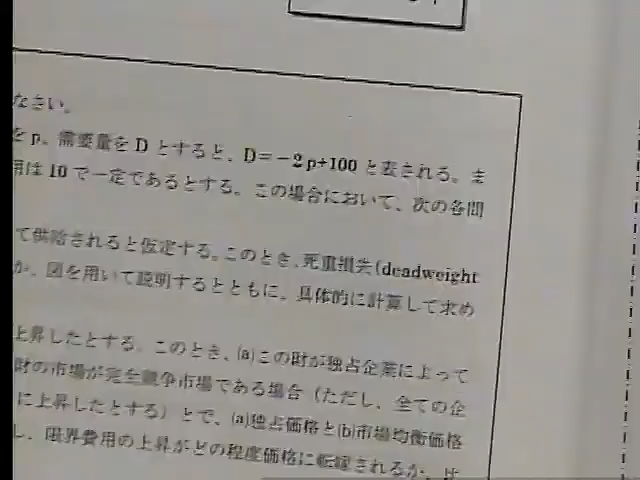 なさい。
を p、需要量を D とすると、D=−2p+100 と表される。ま
用は 10 で一定であるとする。この場合において、次の各問
て供給されると仮定する。このとき、死重損失(deadweight
か、図を用いて説明するとともに、具体的に計算して求め
上昇したとする。このとき、(a)この財が独占企業によって
財の市場が完全競争市場である場合（ただし、全ての企
に上昇したとする）とで、(a)独占価格と(b)市場均衡価格
し、限界費用の上昇がどの程度価格に転嫁されるか、比